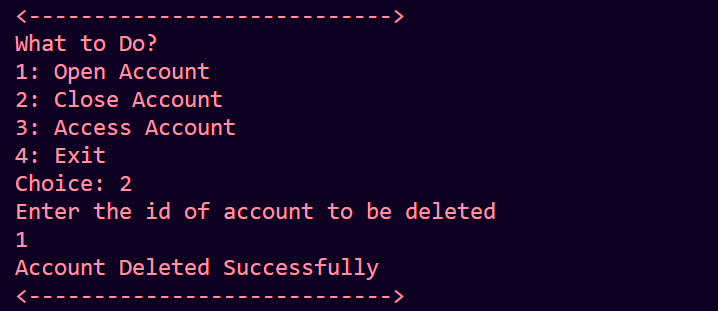 <---------------------------->
What to Do?
1: Open Account
2: Close Account
3: Access Account
4: Exit
Choice: 2
Enter the id of account to be deleted
1
Account Deleted Successfully
<---------------------------->